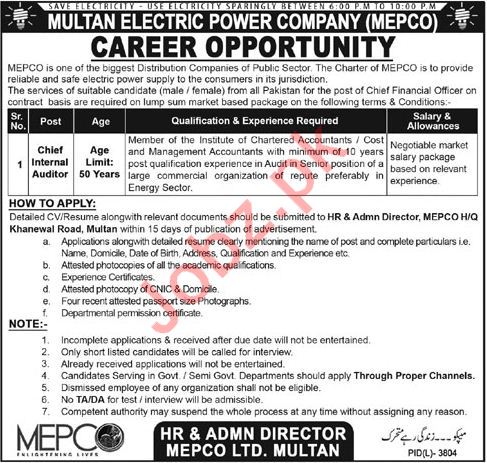 SAVE ELECTRICITY - USE ELCTRICITY SPARINGLY BETWEEN 6:00 P.M TO 10:00 P.M
MULTAN ELECTRIC POWER COMPANY (MEPCO)
CAREER OPPORTUNITY
MEPCO is one of the biggest Distribution Companies of Public Sector. The Charter of MEPCO is to provide
reliable and safe electric power supply to the consumers in its jurisdiction.
The services of suitable candidate (male / female) from all Pakistan for the post of Chief Financial Officer on
contract basis are required on lump sum market based package on the following terms & Conditions:-
Sr. No. Post Age Qualification & Experience Required Salary & Allowances
1 Chief Internal Auditor Age Limit: 50 Years
Member of the Institute of Chartered Accountants / Cost
and Management Accountants with minimum of 10 years
post qualification experience in Audit in Senior position of a
large commercial organization of repute preferably in
Energy Sector.
Negotiable market
salary package
based on relevant
experience.
HOW TO APPLY:
Detailed CV/Resume alongwith relevant documents should be submitted to HR & Admn Director, MEPCO H/Q
Khanewal Road, Multan within 15 days of publication of advertisement.
a. Applications alongwith detailed resume clearly mentioning the name of post and complete particulars i.e.
Name, Domicile, Date of Birth, Address, Qualification and Experience etc.
b. Attested photocopies of all the academic qualifications.
c. Experience Certificates.
d. Attested photocopy of CNIC & Domicile.
e. Four recent attested passport size Photographs.
f. Departmental permission certificate.
NOTE:-
1. Incomplete applications & received after due date will not be entertained.
2. Only short listed candidates will be called for interview.
3. Already received applications will not be entertained.
4. Candidates Serving in Govt. / Semi Govt. Departments should apply Through Proper Channels.
5. Dismissed employee of any organization shall not be eligible.
6. No TA/DA for test / interview will be admissible.
7. Competent authority may suspend the whole process at any time without assigning any reason.
MEPCO
ENLIGHTENING LIVES
HR & ADMN DIRECTOR
MEPCO LTD. MULTAN
میپکو۔۔۔زندگی رہے متحرک
PID(L)- 3804
Jobz.pk